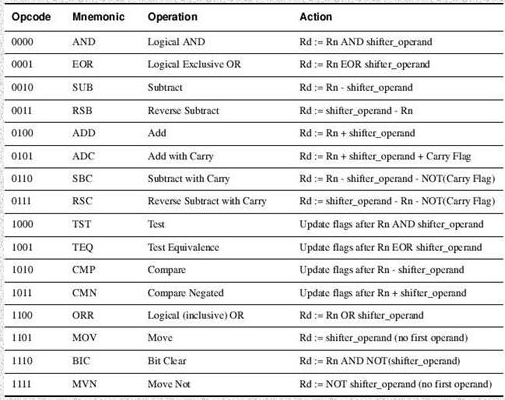 Opcode Mnemonic Operation Action
0000 AND Logical AND Rd := Rn AND shifter_operand
0001 EOR Logical Exclusive OR Rd := Rn EOR shifter_operand
0010 SUB Subtract Rd := Rn - shifter_operand
0011 RSB Reverse Subtract Rd := shifter_operand - Rn
0100 ADD Add Rd := Rn + shifter_operand
0101 ADC Add with Carry Rd := Rn + shifter_operand + Carry Flag
0110 SBC Subtract with Carry Rd := Rn - shifter_operand - NOT(Carry Flag)
0111 RSC Reverse Subtract with Carry Rd := shifter_operand - Rn - NOT(Carry Flag)
1000 TST Test Update flags after Rn AND shifter_operand
1001 TEQ Test Equivalence Update flags after Rn EOR shifter_operand
1010 CMP Compare Update flags after Rn - shifter_operand
1011 CMN Compare Negated Update flags after Rn + shifter_operand
1100 ORR Logical (inclusive) OR Rd := Rn OR shifter_operand
1101 MOV Move Rd := shifter_operand (no first operand)
1110 BIC Bit Clear Rd := Rn AND NOT(shifter_operand)
1111 MVN Move Not Rd := NOT shifter_operand (no first operand)